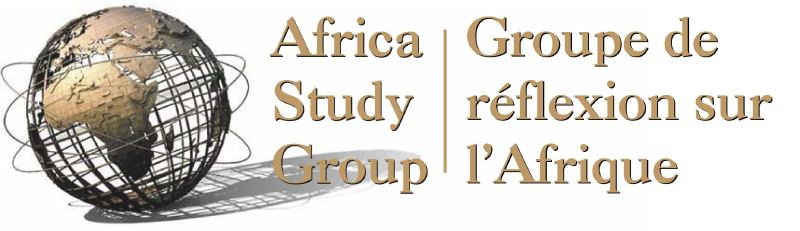 Africa
Study
Group
Groupe de
réflexion sur
l'Afrique